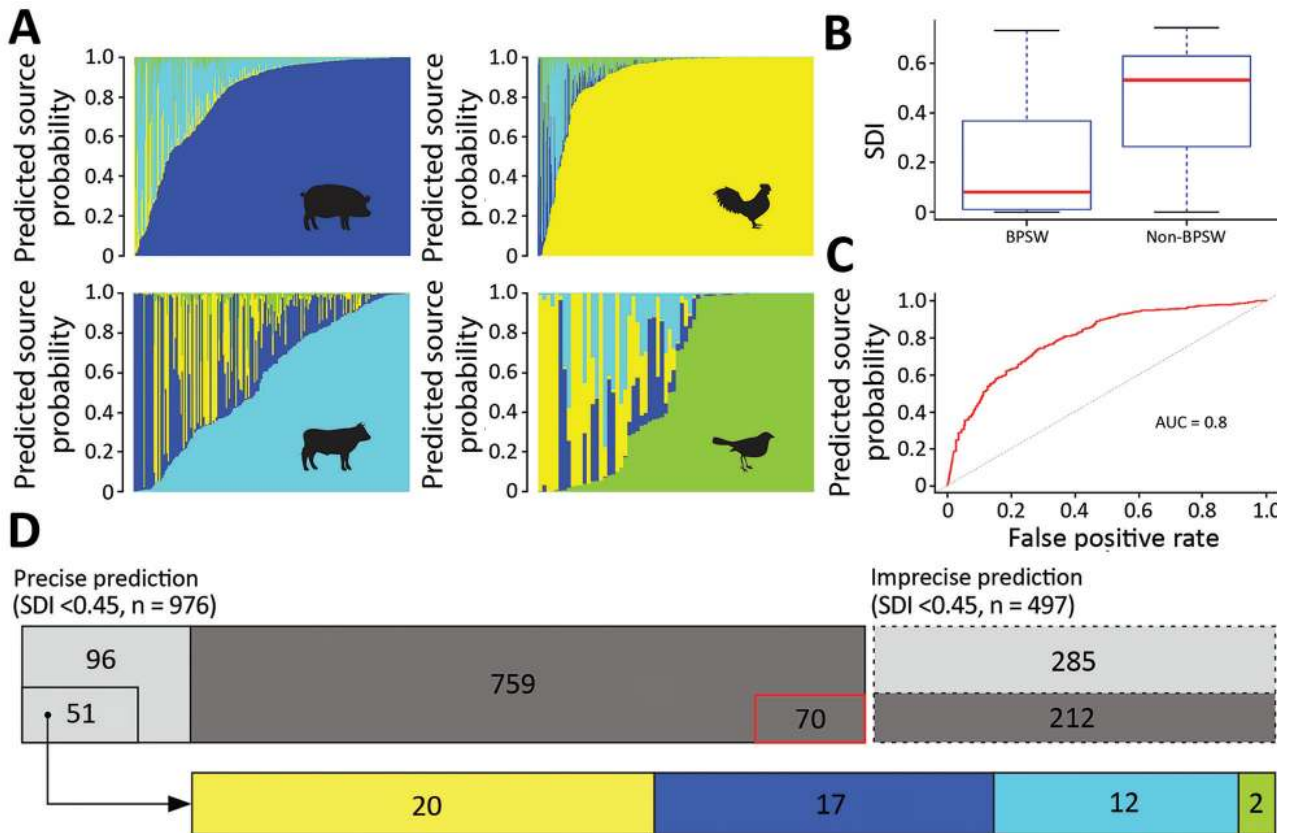 A
Predicted source
probability
1.0
0.8
0.6
0.4
0.2
0
Predicted source
probability
1.0
0.8
0.6
0.4
0.2
0
Predicted source
probability
1.0
0.8
0.6
0.4
0.2
0
Predicted source
probability
1.0
0.8
0.6
0.4
0.2
0
B
SDI
0.6
0.4
0.2
0
BPSW Non-BPSW
C
Predicted source
probability
1.0
0.8
0.6
0.4
0.2
0
AUC = 0.8
0 0.2 0.4 0.6 0.8 1.0
False positive rate
D
Precise prediction
(SDI <0.45, n = 976)
Imprecise prediction
(SDI <0.45, n = 497)
96
51
759
70
285
212
20 17 12 2